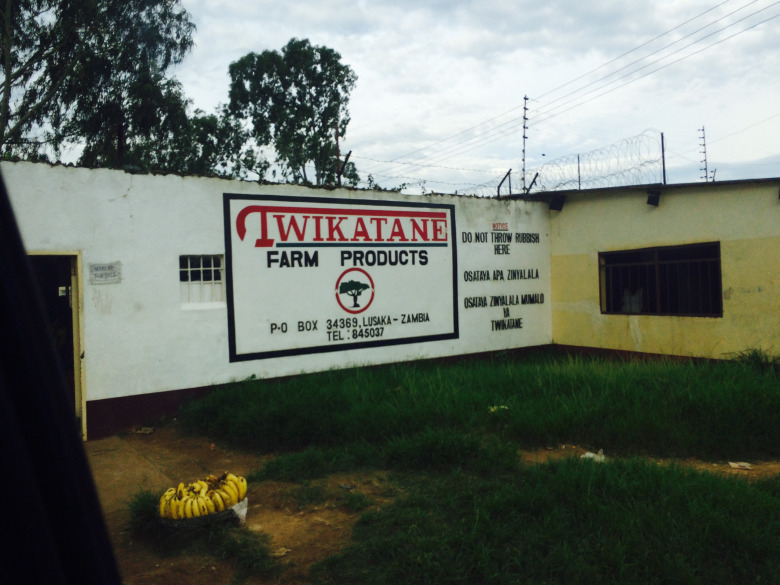 TWIKATANE
FARM PRODUCTS
P-O BOX 34369, LUSAKA - ZAMBIA
TEL: 845037
NOTICE
DO NOT THROW RUBBISH
HERE
OSATAYA APA, ZINYALALA
OSATAYA ZINYALALA MUMALO
YA
TWINKATANE